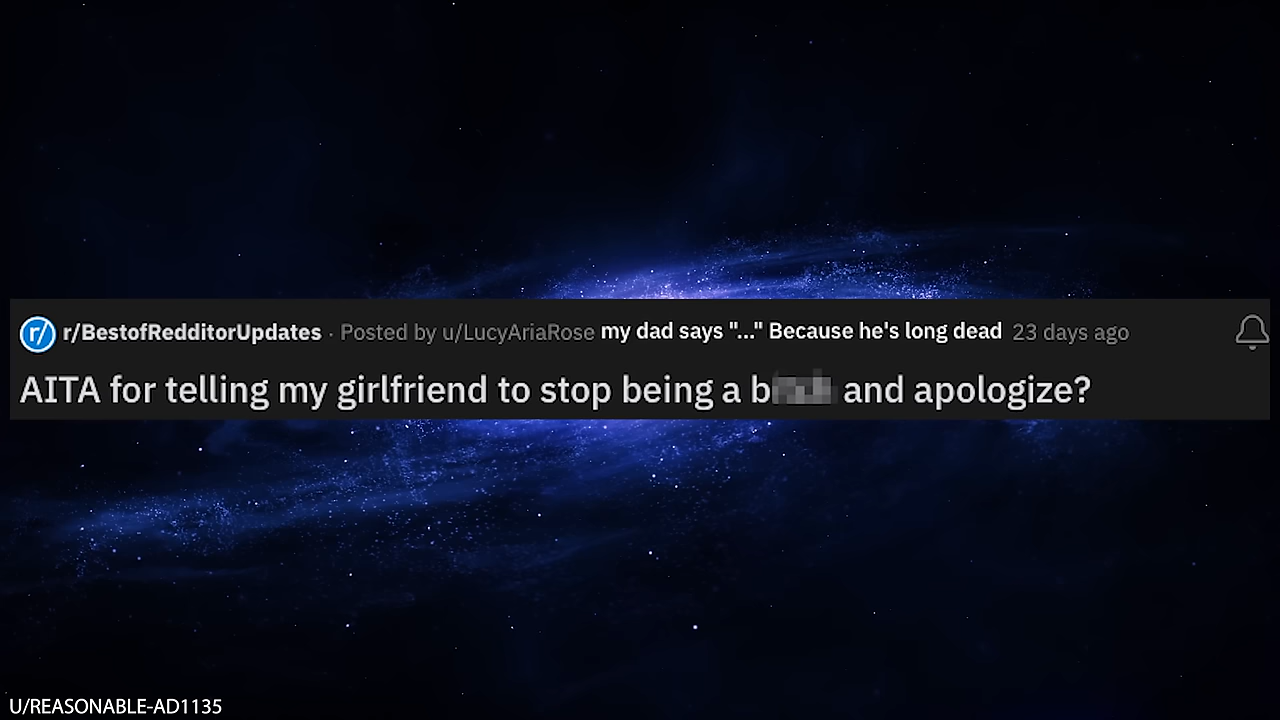 r/BestofRedditorUpdates · Posted by u/LucyAriaRose my dad says "..." Because he's long dead 23 days ago
AITA for telling my girlfriend to stop being a b and apologize?
U/REASONABLE-AD1135